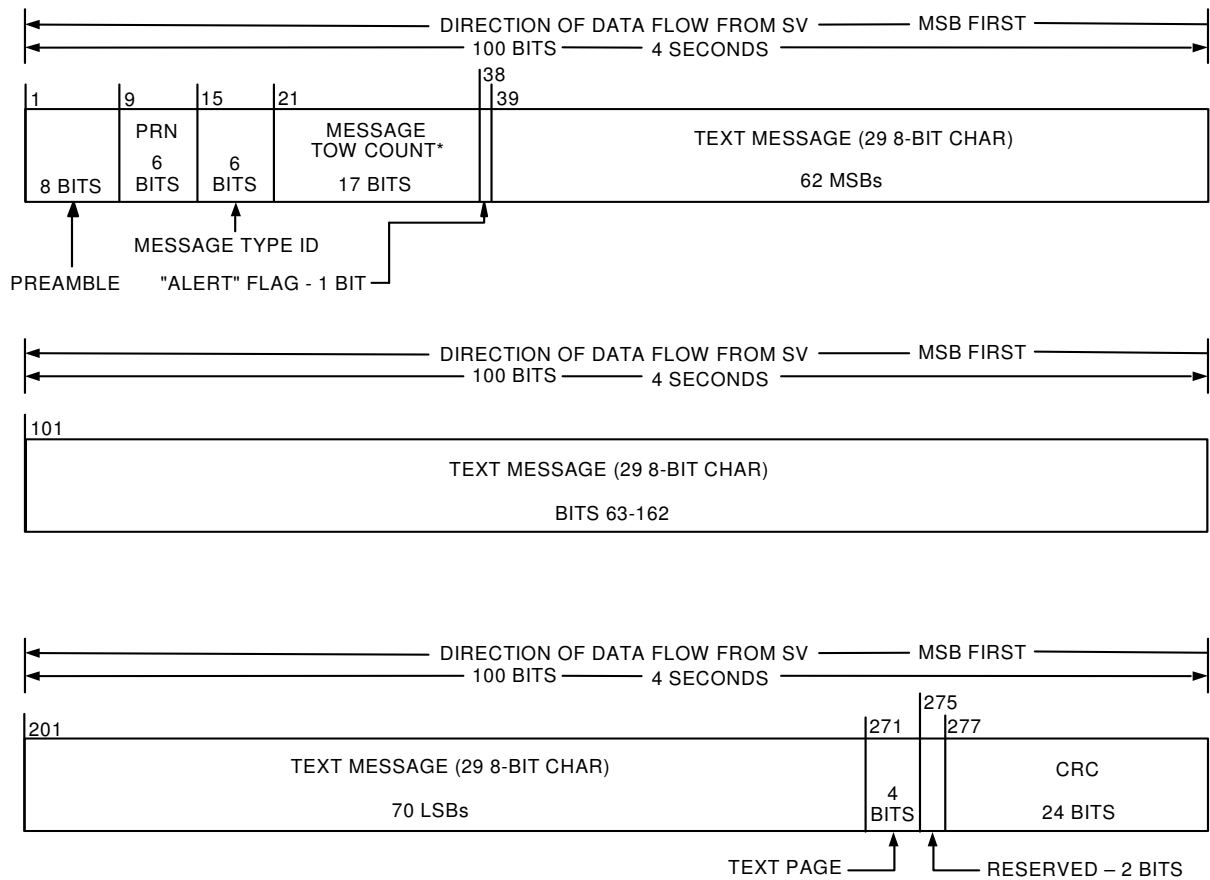 DIRECTION OF DATA FLOW FROM SV MSB FIRST
100 BITS 4 SECONDS
38
1 9 15 21 39
PRN
6
BITS
MESSAGE
TOW COUNT*
17 BITS
TEXT MESSAGE (29 8-BIT CHAR)
62 MSBs
8 BITS
6
BITS
MESSAGE TYPE ID
PREAMBLE
"ALERT" FLAG - 1 BIT
DIRECTION OF DATA FLOW FROM SV MSB FIRST
100 BITS 4 SECONDS
101
TEXT MESSAGE (29 8-BIT CHAR)
BITS 63-162
DIRECTION OF DATA FLOW FROM SV MSB FIRST
100 BITS 4 SECONDS
275
201 271 277
TEXT MESSAGE (29 8-BIT CHAR)
70 LSBs
4
BITS
CRC
24 BITS
TEXT PAGE
RESERVED – 2 BITS